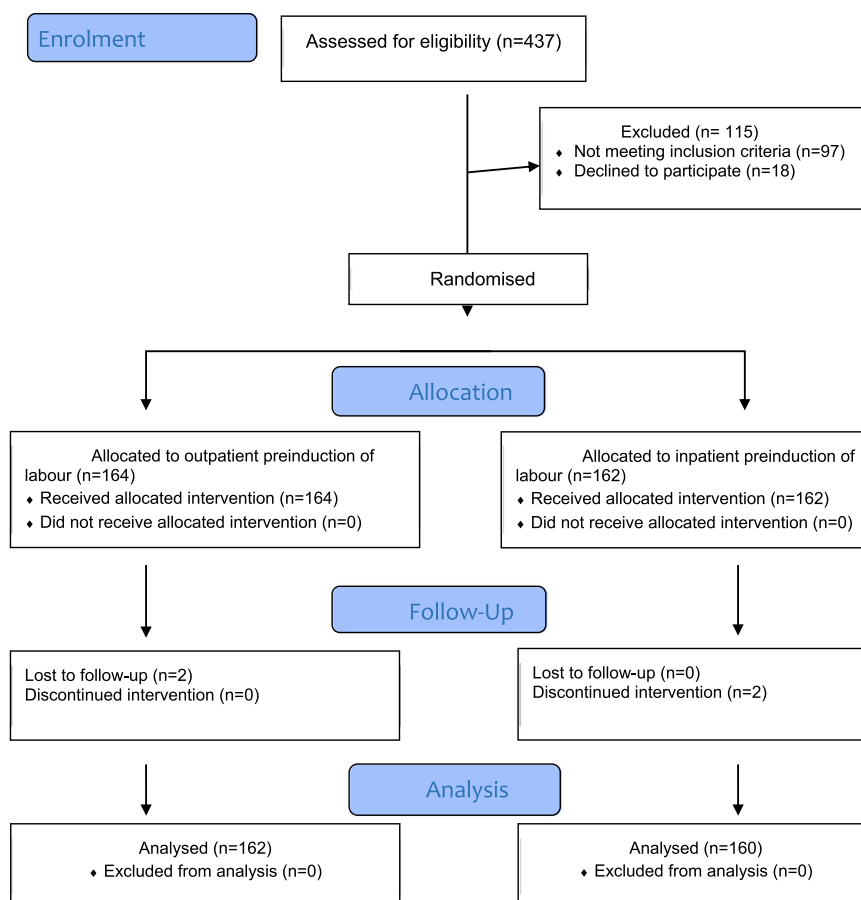 Enrolment
Assessed for eligibility (n=437)
Excluded (n= 115)
♦ Not meeting inclusion criteria (n=97)
♦ Declined to participate (n=18)
Randomised
Allocation
Allocated to outpatient preinduction of
labour (n=164)
♦ Received allocated intervention (n=164)
♦ Did not receive allocated intervention (n=0)
Allocated to inpatient preinduction of
labour (n=162)
♦ Received allocated intervention (n=162)
♦ Did not receive allocated intervention (n=0)
Follow-Up
Lost to follow-up (n=2)
Discontinued intervention (n=0)
Lost to follow-up (n=0)
Discontinued intervention (n=2)
Analysis
Analysed (n=162)
♦ Excluded from analysis (n=0)
Analysed (n=160)
♦ Excluded from analysis (n=0)